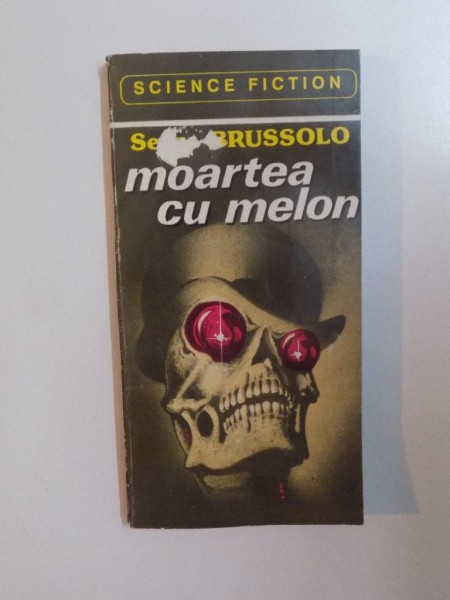 SCIENCE FICTION
BRUSSOLO
moartea
cu melon